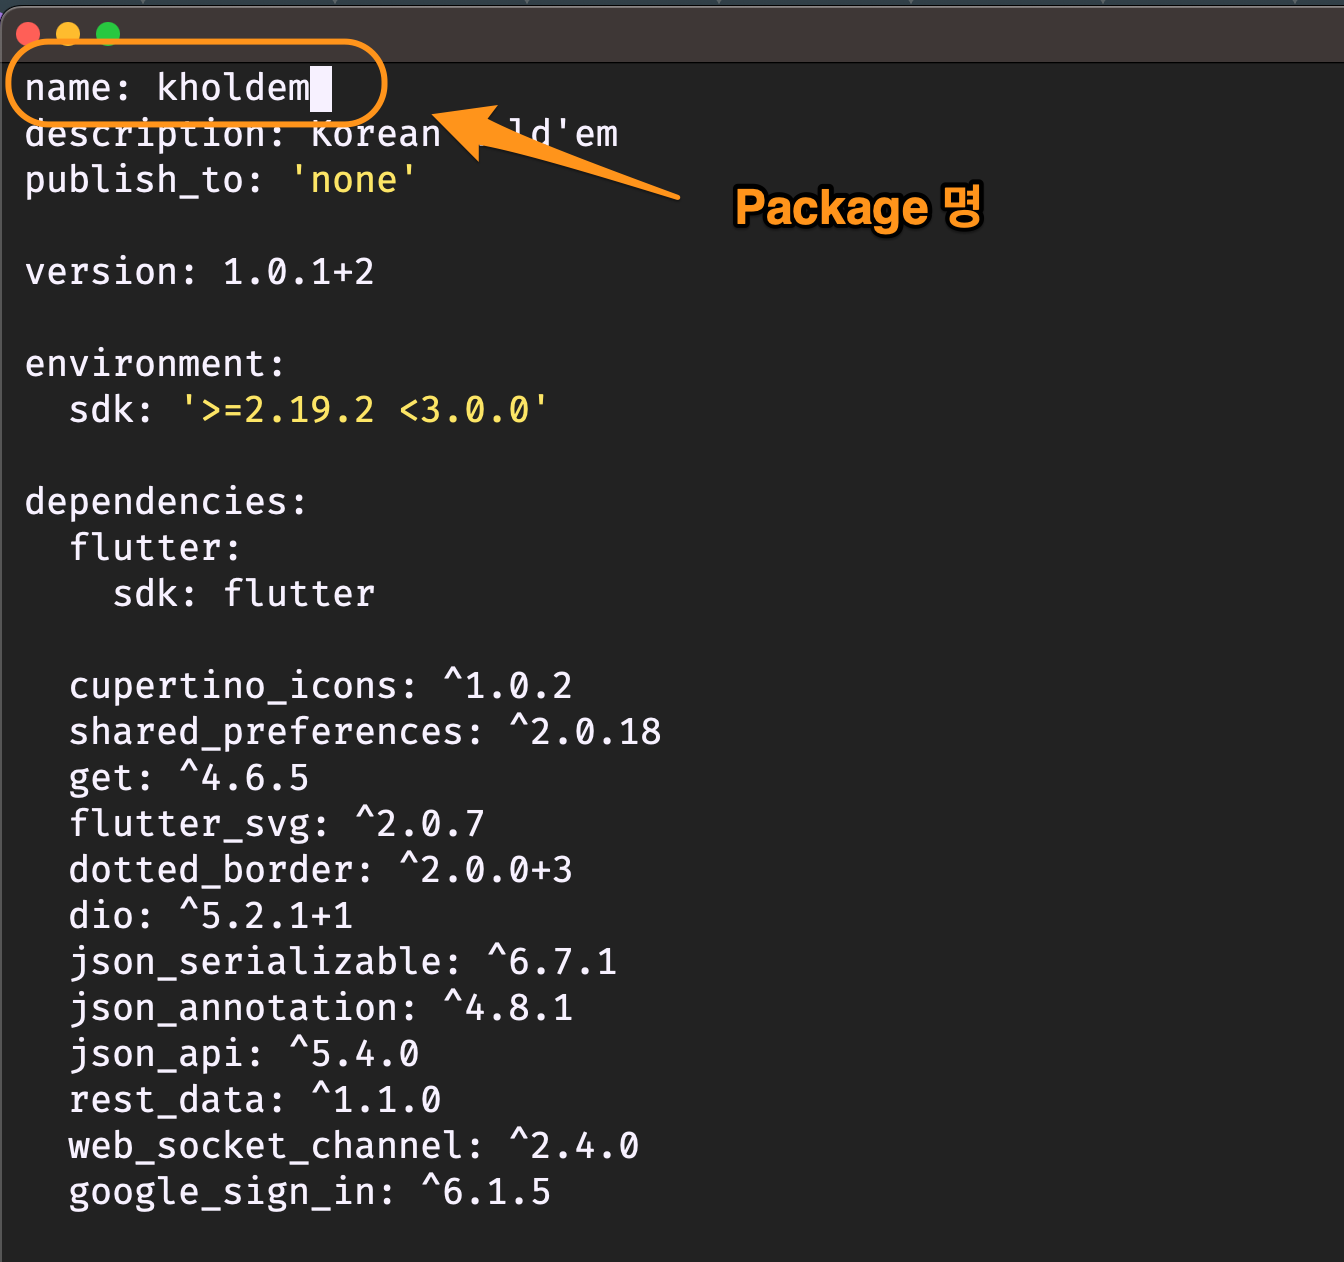 name: kholdem
description: Korean ld'em
publish_to: 'none'
Package 명
version: 1.0.1+2
environment:
sdk: '>=2.19.2 <3.0.0'
dependencies:
flutter:
sdk: flutter
cupertino_icons: ^1.0.2
shared_preferences: ^2.0.18
get: ^4.6.5
flutter_svg: ^2.0.7
dotted_border: ^2.0.0+3
dio: ^5.2.1+1
json_serializable: ^6.7.1
json_annotation: ^4.8.1
json_api: ^5.4.0
rest_data: ^1.1.0
web_socket_channel: ^2.4.0
google_sign_in: ^6.1.5